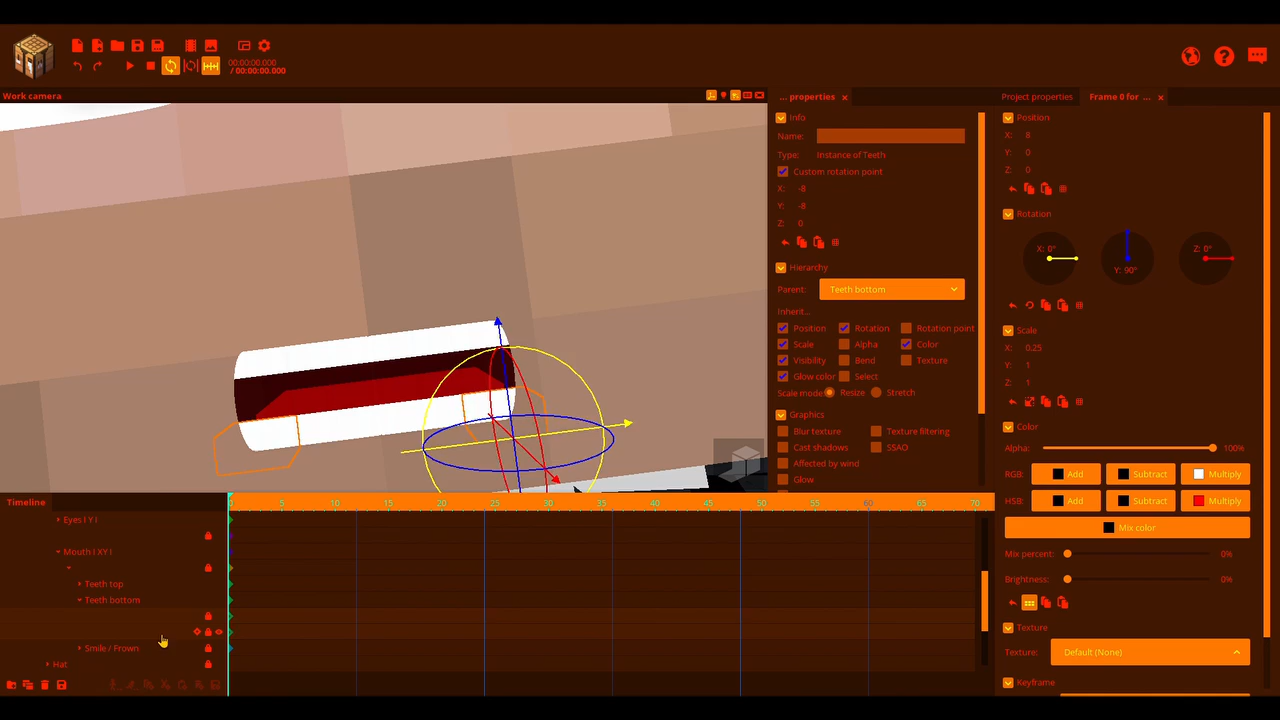 00:00:00.000
/ 00:00:00.000
Work camera
... properties
Info
Name:
Type: Instance of Teeth
Custom rotation point
X: -8
Y: -8
Z: 0
Hierarchy
Parent: Teeth bottom
Inherit...
Position Rotation Rotation point
Scale Alpha Color
Visibility Bend Texture
Glow color Select
Scale mode: Resize Stretch
Graphics
Blur texture Texture filtering
Cast shadows SSAO
Affected by wind
Glow
Project properties Frame 0 for ...
Position
X: 8
Y: 0
Z: 0
Rotation
X: 0° Y: 90° Z: 0°
Scale
X: 0.25
Y: 1
Z: 1
Color
Alpha: 100%
RGB: Add Subtract Multiply
HSB: Add Subtract Multiply
Mix color
Mix percent: 0%
Brightness: 0%
Texture
Texture: Default (None)
Keyframe
Timeline
0 5 10 15 20 25 30 35 40 45 50 55 60 65 70
Eyes I Y I
Mouth I XY I
Teeth top
Teeth bottom
Smile / Frown
Hat